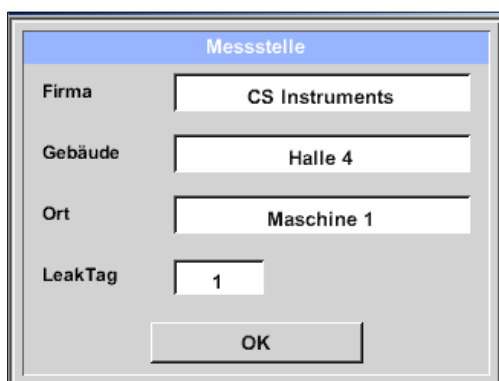 Messstelle
Firma CS Instruments
Gebäude Halle 4
Ort Maschine 1
LeakTag 1
OK